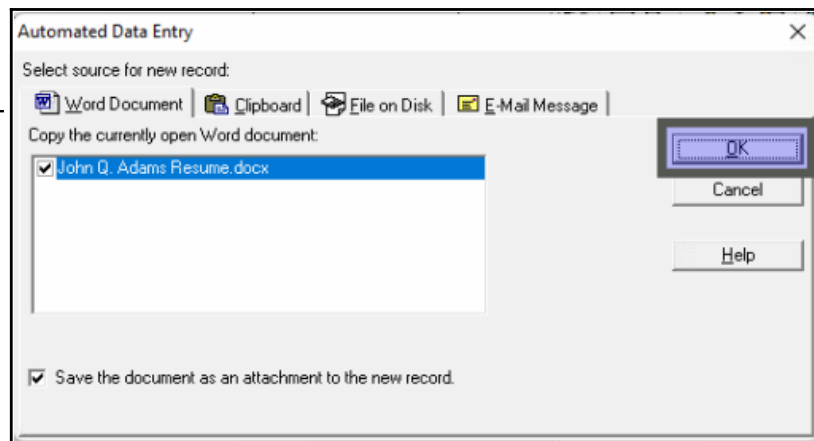 Automated Data Entry
Select source for new record:
Word Document Clipboard File on Disk E-Mail Message
Copy the currently open Word document:
OK
John Q. Adams Resume.docx
Cancel
Help
Save the document as an attachment to the new record.